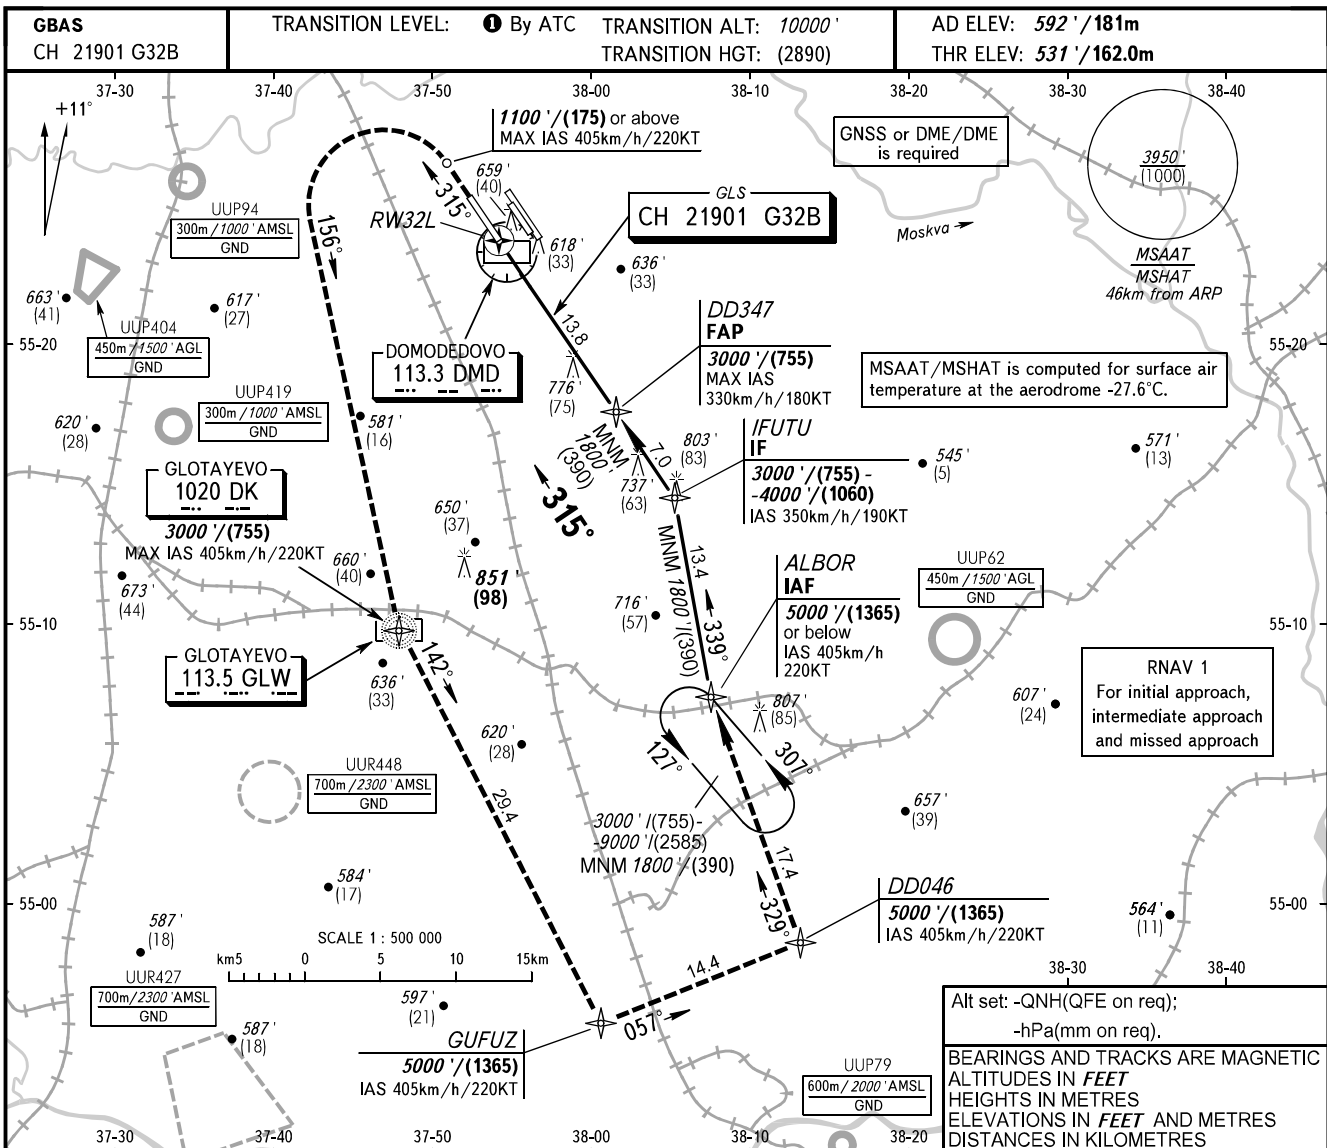 GBAS
CH 21901 G32B
TRANSITION LEVEL: ❶ By ATC
TRANSITION ALT: 10000 '
TRANSITION HGT: (2890)
AD ELEV: 592 '/181m
THR ELEV: 531 '/162.0m
37-30
37-40
37-50
38-00
38-10
38-20
38-30
38-40
+11°
1100 '/(175) or above
MAX IAS 405km/h/220KT
GNSS or DME/DME
is required
3950 '
(1000)
MSAAT
MSHAT
46km from ARP
659 '
(40)
315°
RW32L
GLS
CH 21901 G32B
Moskva
UUP94
300m/1000 'AMSL
GND
156°
618 '
(33)
636 '
(33)
663 '
(41)
617 '
(27)
UUP404
450m/1500 'AGL
GND
55-20
DOMODEDOVO
113.3 DMD
-·· -- -··
13.8
DD347
FAP
3000 '/(755)
MAX IAS
330km/h/180KT
55-20
MSAAT/MSHAT is computed for surface air
temperature at the aerodrome -27.6°C.
776 '
(75)
UUP419
300m/1000 'AMSL
GND
620 '
(28)
581 '
(16)
MNM
1800 '
(390)
7.0
803 '
(83)
737 '
(63)
IFUTU
IF
3000 '/(755) -
-4000 '/(1060)
IAS 350km/h/190KT
545 '
(5)
571 '
(13)
GLOTAYEVO
1020 DK
-·· -·-
3000 '/(755)
MAX IAS 405km/h/220KT
650 '
(37)
315°
660 '
(40)
851 '
(98)
673 '
(44)
MNM 1800 '/(390)
13.4
339°
716 '
(57)
ALBOR
IAF
5000 '/(1365)
or below
IAS 405km/h
220KT
UUP62
450m/1500 'AGL
GND
55-10
55-10
GLOTAYEVO
113.5 GLW
--· ·-·· ·--
142°
636 '
(33)
RNAV 1
For initial approach,
intermediate approach
and missed approach
807 '
(85)
607 '
(24)
620 '
(28)
127°
307°
UUR448
700m/2300 'AMSL
GND
29.4
3000 '/(755)-
-9000 '/(2585)
MNM 1800 '/(390)
657 '
(39)
17.4
584 '
(17)
329°
DD046
5000 '/(1365)
IAS 405km/h/220KT
55-00
55-00
564 '
(11)
587 '
(18)
SCALE 1 : 500 000
km5 0 5 10 15km
14.4
38-30
38-40
UUR427
700m/2300 'AMSL
GND
597 '
(21)
057°
587 '
(18)
GUFUZ
5000 '/(1365)
IAS 405km/h/220KT
UUP79
600m/2000 'AMSL
GND
Alt set: -QNH(QFE on req);
-hPa(mm on req).
BEARINGS AND TRACKS ARE MAGNETIC
ALTITUDES IN FEET
HEIGHTS IN METRES
ELEVATIONS IN FEET AND METRES
DISTANCES IN KILOMETRES
37-30
37-40
37-50
38-00
38-10
38-20